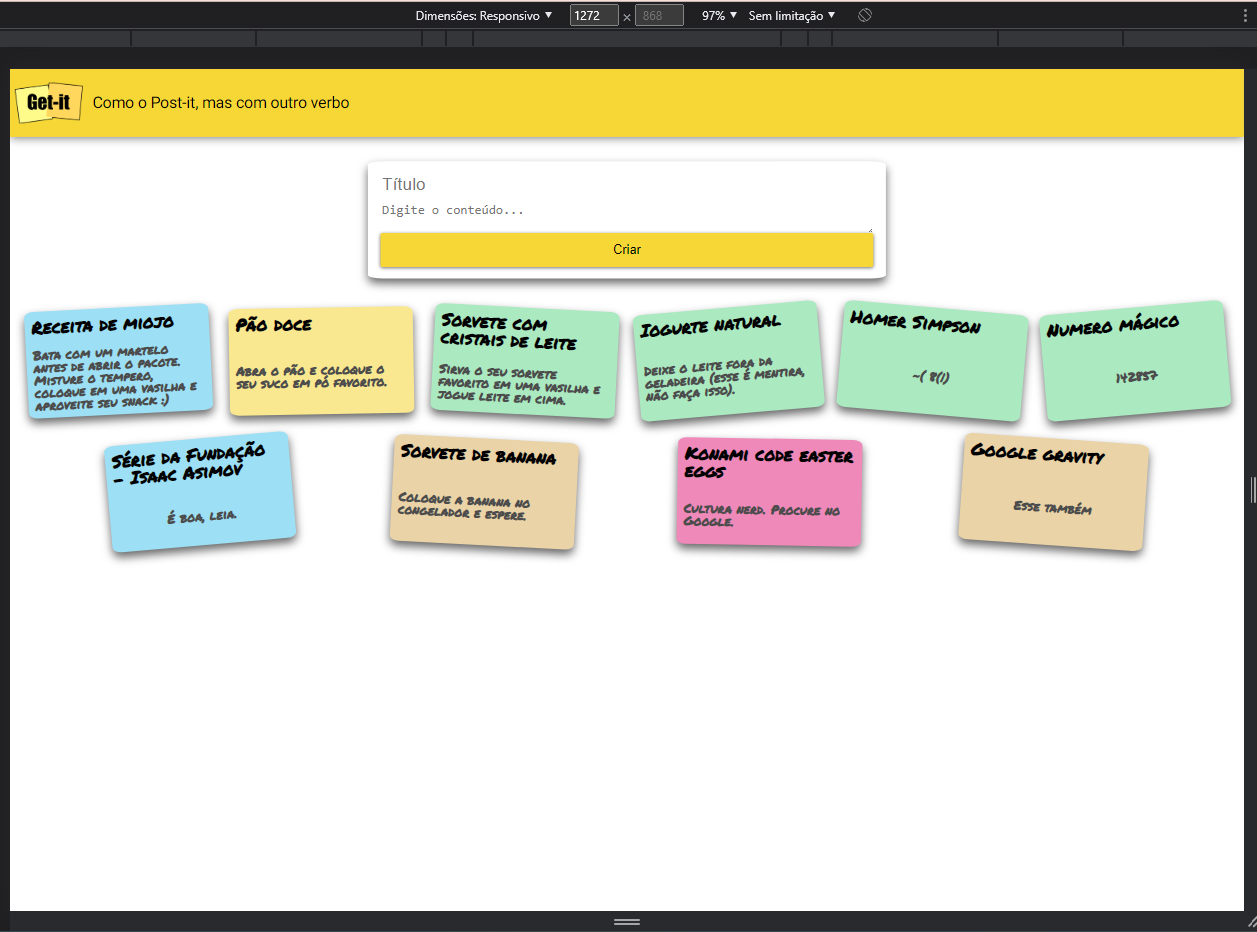 Dimensões: Responsivo ▼ 1272 × 868 97% ▼ Sem limitação ▼
Get-it Como o Post-it, mas com outro verbo
Título
Digite o conteúdo...
Criar
Receita de miojo
Bata com um martelo
antes de abrir o pacote.
Misture o tempero,
coloque em uma vasilha e
aproveite seu snack :)
Pão doce
Abra o pão e coloque o
seu suco em pó favorito.
Sorvete com
cristais de leite
Sirva o seu sorvete
favorito em uma vasilha e
jogue leite em cima.
Iogurte natural
Deixe o leite fora da
geladeira (esse é mentira,
não faça isso).
Homer Simpson
~( 8(|)
Numero mágico
142857
Série da Fundação
- Isaac Asimov
É boa, leia.
Sorvete de banana
Coloque a banana no
congelador e espere.
Konami code easter
eggs
Cultura nerd. Procure no
Google.
Google gravity
Esse também